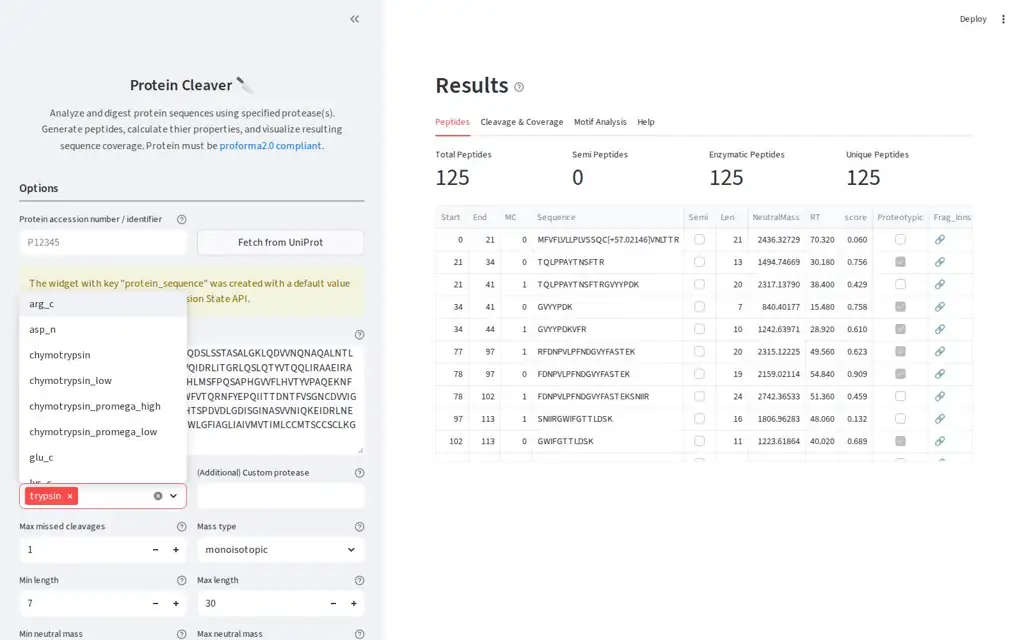 Deploy
Protein Cleaver
Analyze and digest protein sequences using specified protease(s).
Generate peptides, calculate thier properties, and visualize resulting
sequence coverage. Protein must be proforma2.0 compliant.
Options
Protein accession number / identifier
P12345
Fetch from UniProt
The widget with key "protein_sequence" was created with a default value
sion State API.
arg_c
asp_n
chymotrypsin
chymotrypsin_low
chymotrypsin_promega_high
chymotrypsin_promega_low
glu_c
QDSLSSTASALGKLQDVVNQNAQALNTL
VQIDRLITGRLQSLQTYVTQQLIRAAEIRA
HLMSFPQSAPHGVVFLHVTYVPAQEKNF
WFVTQRNFYEPQIITTDNTFVSGNCDVVIG
HTSPDVDLGDISGINASVVNIQKEIDRLNE
WLGFIAGLIAIVMVTIMLCCMTSCCSCLKG
(Additional) Custom protease
trypsin
Max missed cleavages
Mass type
1
monoisotopic
Min length
Max length
7
30
Min neutral mass
Max neutral mass
Results
Peptides Cleavage & Coverage Motif Analysis Help
Total Peptides Semi Peptides Enzymatic Peptides Unique Peptides
125 0 125 125
Start End MC Sequence Semi Len NeutralMass RT score Proteotypic Frag_Ions
0 21 0 MFVFLVLLPLVSSQC[+57.02146]VNLTTR 21 2436.32729 70.320 0.060
21 34 0 TQLPPAYTNSFTR 13 1494.74669 30.180 0.756
21 41 1 TQLPPAYTNSFTRGVYYPDK 20 2317.13790 38.400 0.429
34 41 0 GVYYPDK 7 840.40177 15.480 0.758
34 44 1 GVYYPDKVFR 10 1242.63971 28.920 0.610
77 97 1 RFDNPVLPFNDGVYFASTEK 20 2315.12225 49.560 0.623
78 97 0 FDNPVLPFNDGVYFASTEK 19 2159.02114 54.840 0.909
78 102 1 FDNPVLPFNDGVYFASTEKSNIIR 24 2742.36533 51.360 0.459
97 113 1 SNIIRGWIFGTTLDSK 16 1806.96283 48.060 0.132
102 113 0 GWIFGTTLDSK 11 1223.61864 40.020 0.689